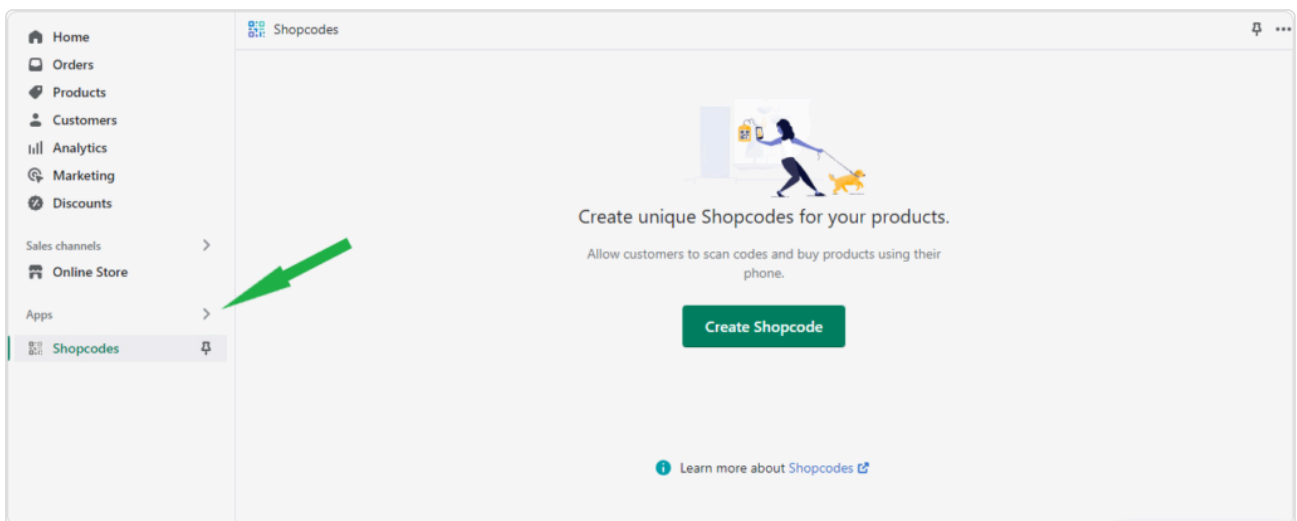 Home
Orders
Products
Customers
Analytics
Marketing
Discounts
Sales channels
Online Store
Apps
Shopcodes
Shopcodes
Create unique Shopcodes for your products.
Allow customers to scan codes and buy products using their
phone.
Create Shopcode
Learn more about Shopcodes